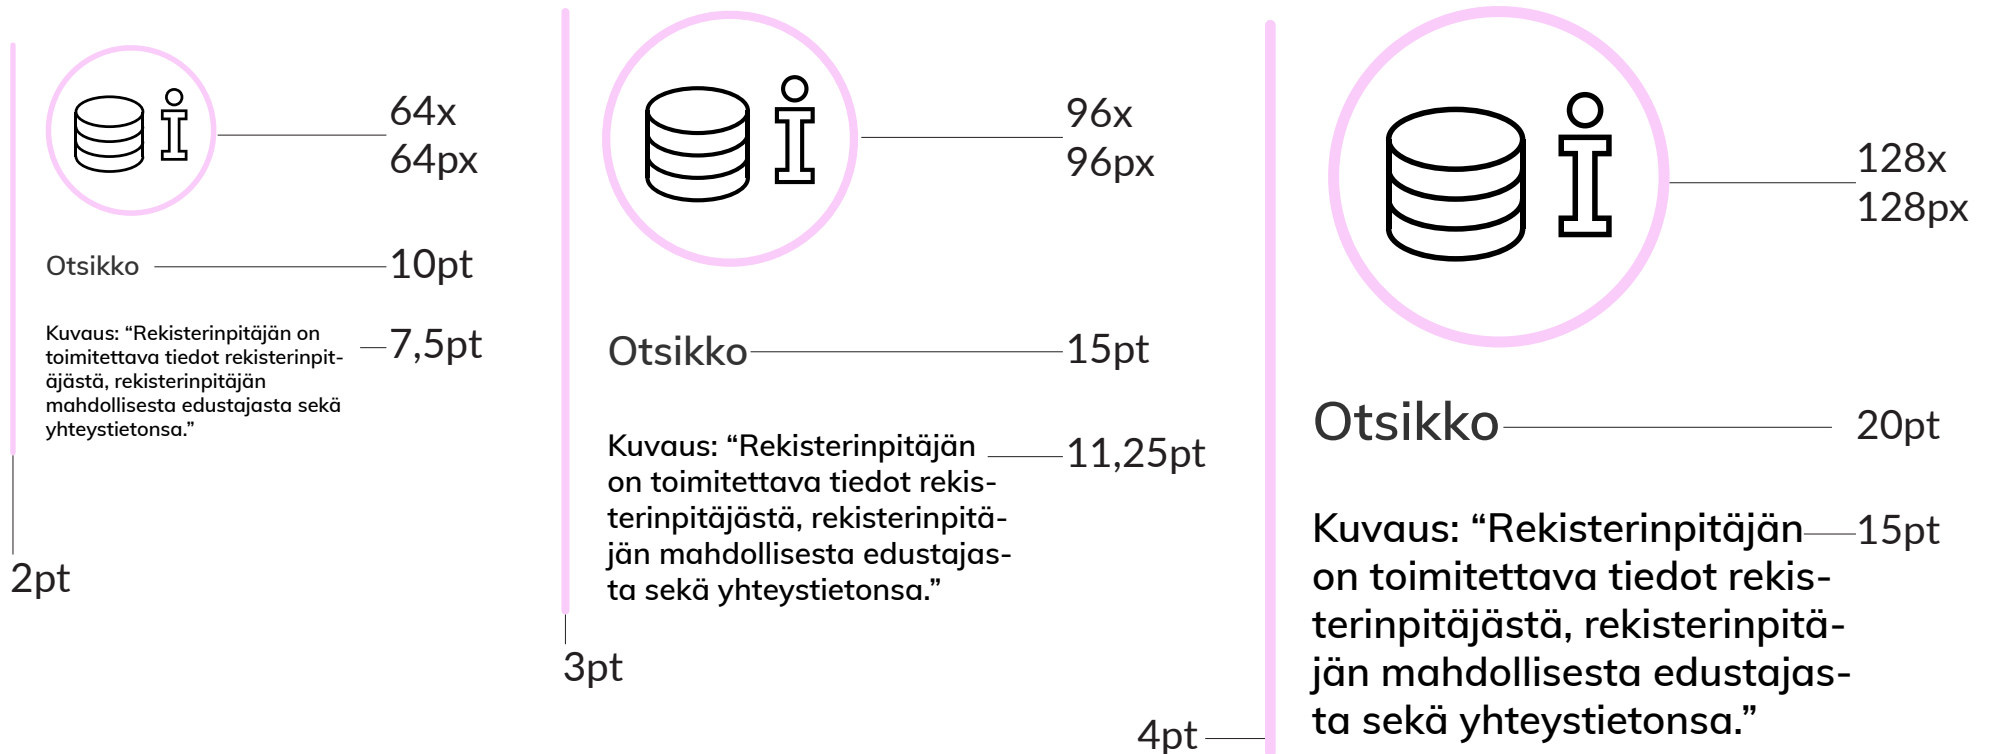 64x
64px
Otsikko
10pt
Kuvaus: “Rekisterinpitäjän on
toimitettava tiedot rekisterinpit-
äjästä, rekisterinpitäjän
mahdollisesta edustajasta sekä
yhteystietonsa.”
7,5pt
2pt
96x
96px
Otsikko
15pt
Kuvaus: “Rekisterinpitäjän
on toimitettava tiedot rekis-
terinpitäjästä, rekisterinpitä-
jän mahdollisesta edustajas-
ta sekä yhteystietonsa.”
11,25pt
3pt
128x
128px
Otsikko
20pt
Kuvaus: “Rekisterinpitäjän
on toimitettava tiedot rekis-
terinpitäjästä, rekisterinpitä-
jän mahdollisesta edustajas-
ta sekä yhteystietonsa.”
15pt
4pt